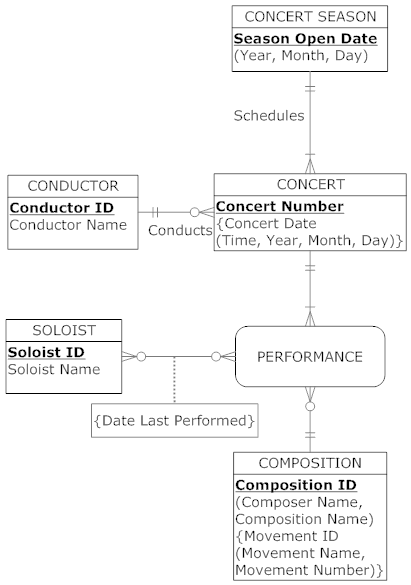 CONCERT SEASON
Season Open Date
(Year, Month, Day)
Schedules
CONDUCTOR
Conductor ID
Conductor Name
Conducts
CONCERT
Concert Number
{Concert Date
(Time, Year, Month, Day)}
SOLOIST
Soloist ID
Soloist Name
PERFORMANCE
{Date Last Performed}
COMPOSITION
Composition ID
(Composer Name,
Composition Name)
{Movement ID
(Movement Name,
Movement Number)}